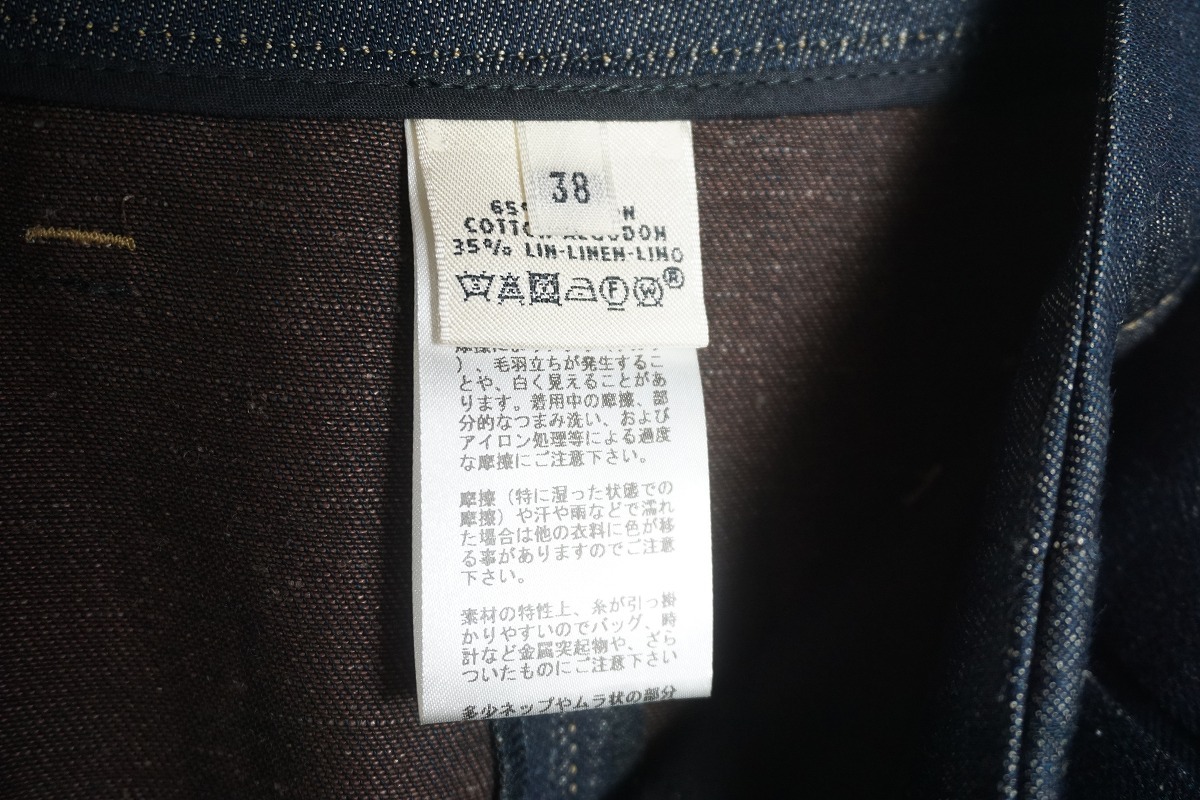 38
COTTON-ALGODON
35% LIN-LINEN-LINO
®
）、毛羽立ちが発生するこ
とや、白く見えることがあ
ります。着用中の摩擦、部
分的なつまみ洗い、および
アイロン処理等による過度
な摩擦にご注意下さい。
摩擦（特に湿った状態での
摩擦）や汗や雨などで濡れ
た場合は他の衣料に色が移
る事がありますのでご注意
下さい。
素材の特性上、糸が引っ掛
かりやすいのでバッグ、時
計など金属突起物や、ざら
ついたものにご注意下さい
多少ネップやムラ状の部分